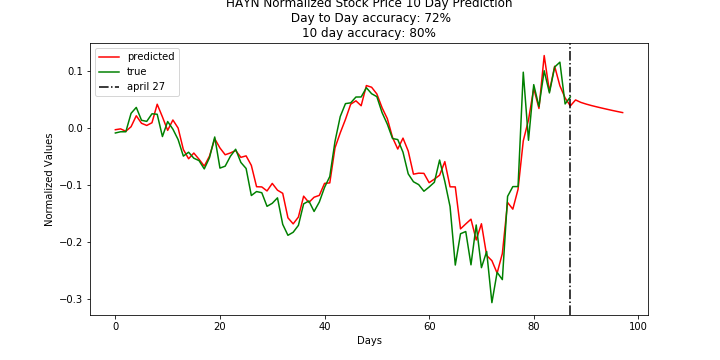 HAYN Normalized Stock Price 10 Day Prediction
Day to Day accuracy: 72%
10 day accuracy: 80%
predicted
true
april 27
0.1
0.0
−0.1
−0.2
−0.3
Normalized Values
0 20 40 60 80 100
Days